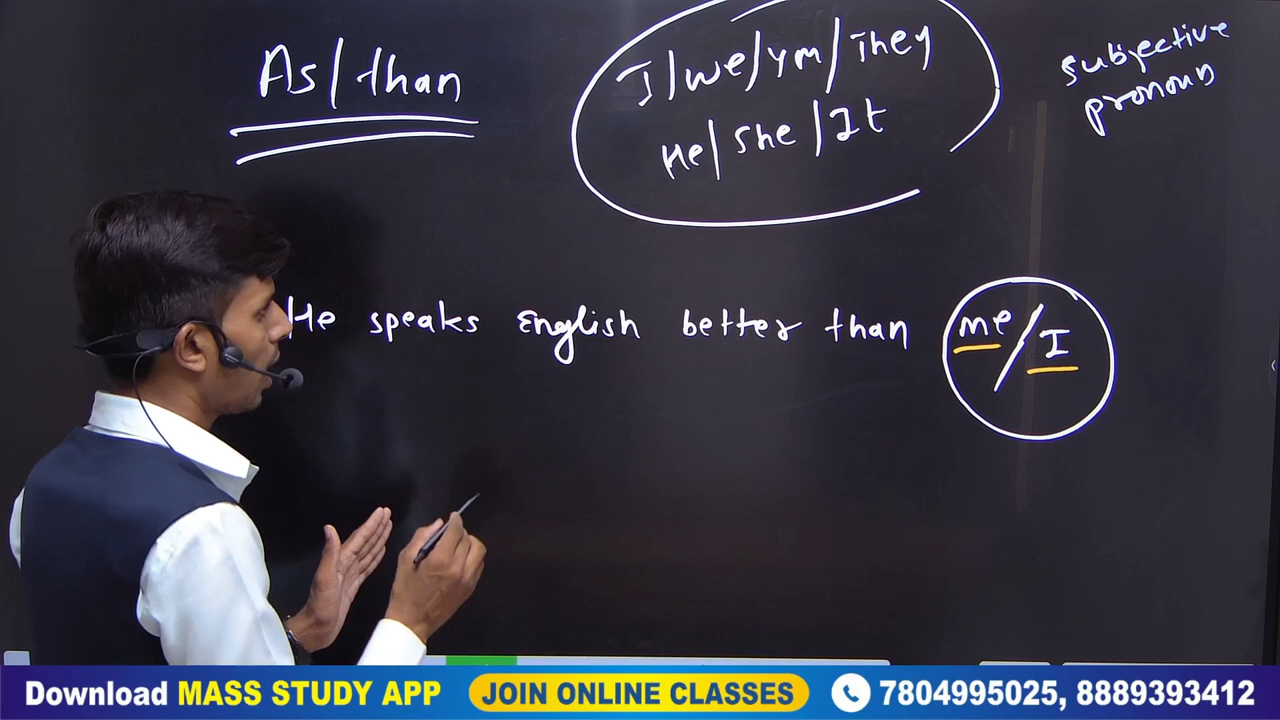 As/than
I/we/you/They
He/She/It
subjective
pronoun
He speaks English better than me/I
Download MASS STUDY APP JOIN ONLINE CLASSES 7804995025, 8889393412